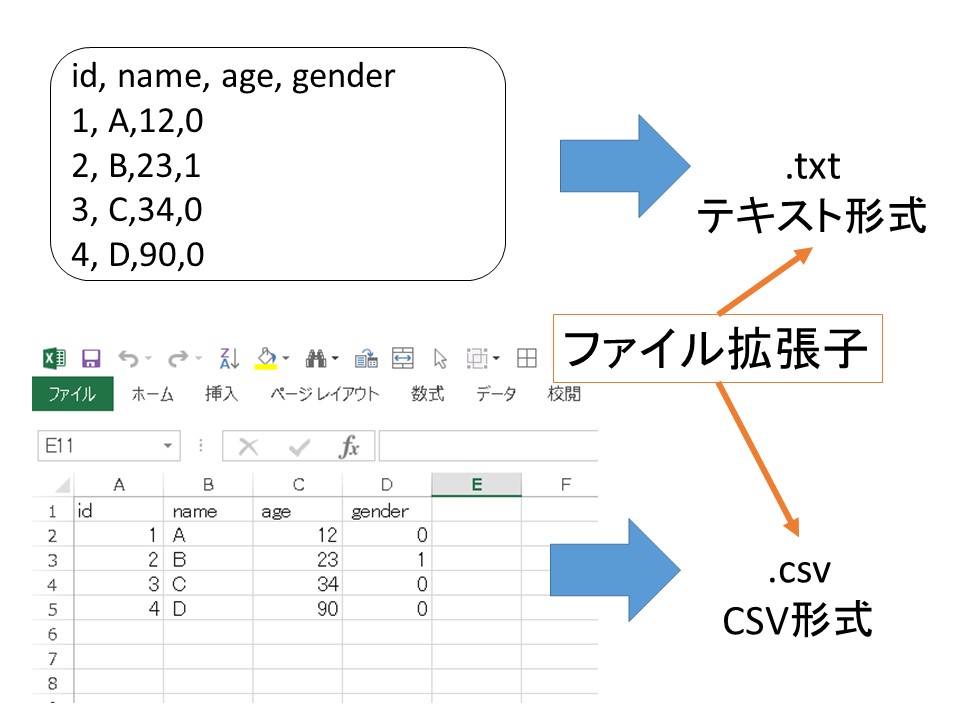 id, name, age, gender
1, A,12,0
2, B,23,1
3, C,34,0
4, D,90,0
.txt
テキスト形式
ファイル拡張子
ファイル ホーム 挿入 ページ レイアウト 数式 データ 校閲
E11 fx
A B C D E F
1 id name age gender
2 1 A 12 0
3 2 B 23 1
4 3 C 34 0
5 4 D 90 0
6
7
8
.csv
CSV形式